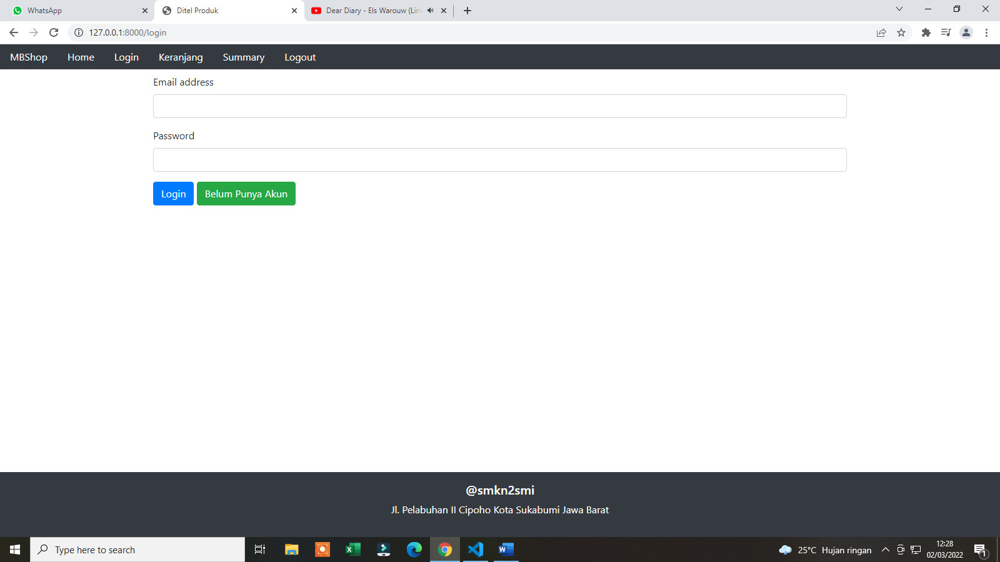 WhatsApp
Ditel Produk
Dear Diary - Els Warouw (Liri
127.0.0.1:8000/login
MBShop Home Login Keranjang Summary Logout
Email address
Password
Login Belum Punya Akun
@smkn2smi
Jl. Pelabuhan II Cipoho Kota Sukabumi Jawa Barat
Type here to search
25°C Hujan ringan
12:28
02/03/2022
1